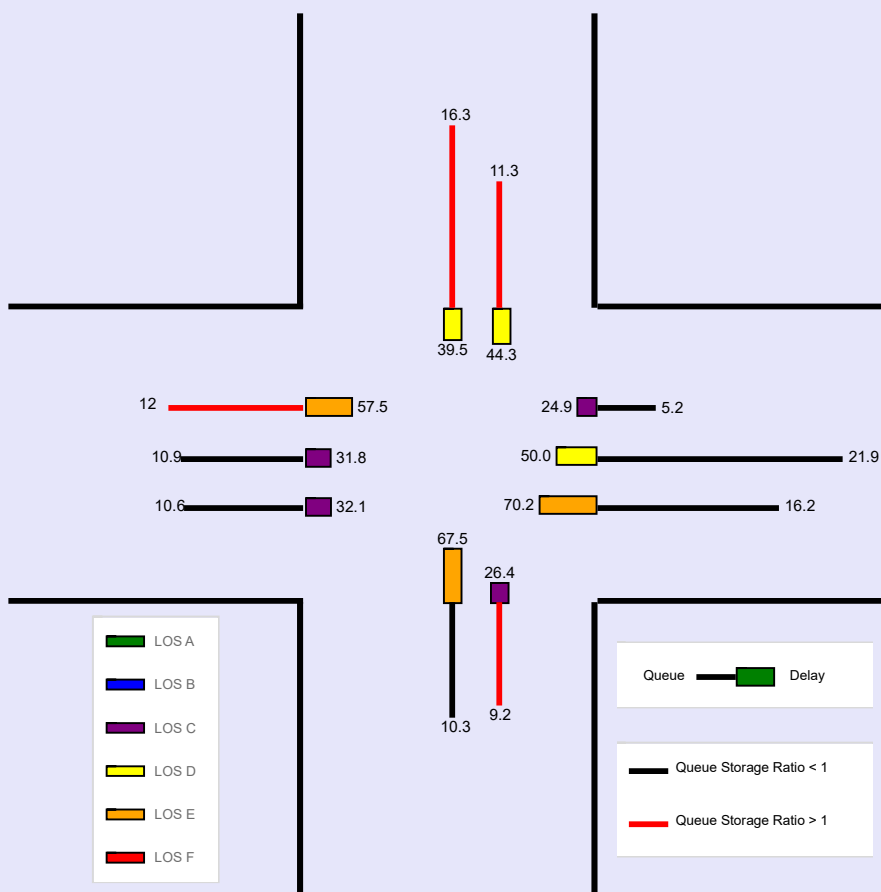 16.3
11.3
39.5
44.3
12
57.5
24.9
5.2
10.9
31.8
50.0
21.9
10.6
32.1
70.2
16.2
67.5
26.4
10.3
9.2
LOS A
LOS B
LOS C
LOS D
LOS E
LOS F
Queue
Delay
Queue Storage Ratio < 1
Queue Storage Ratio > 1